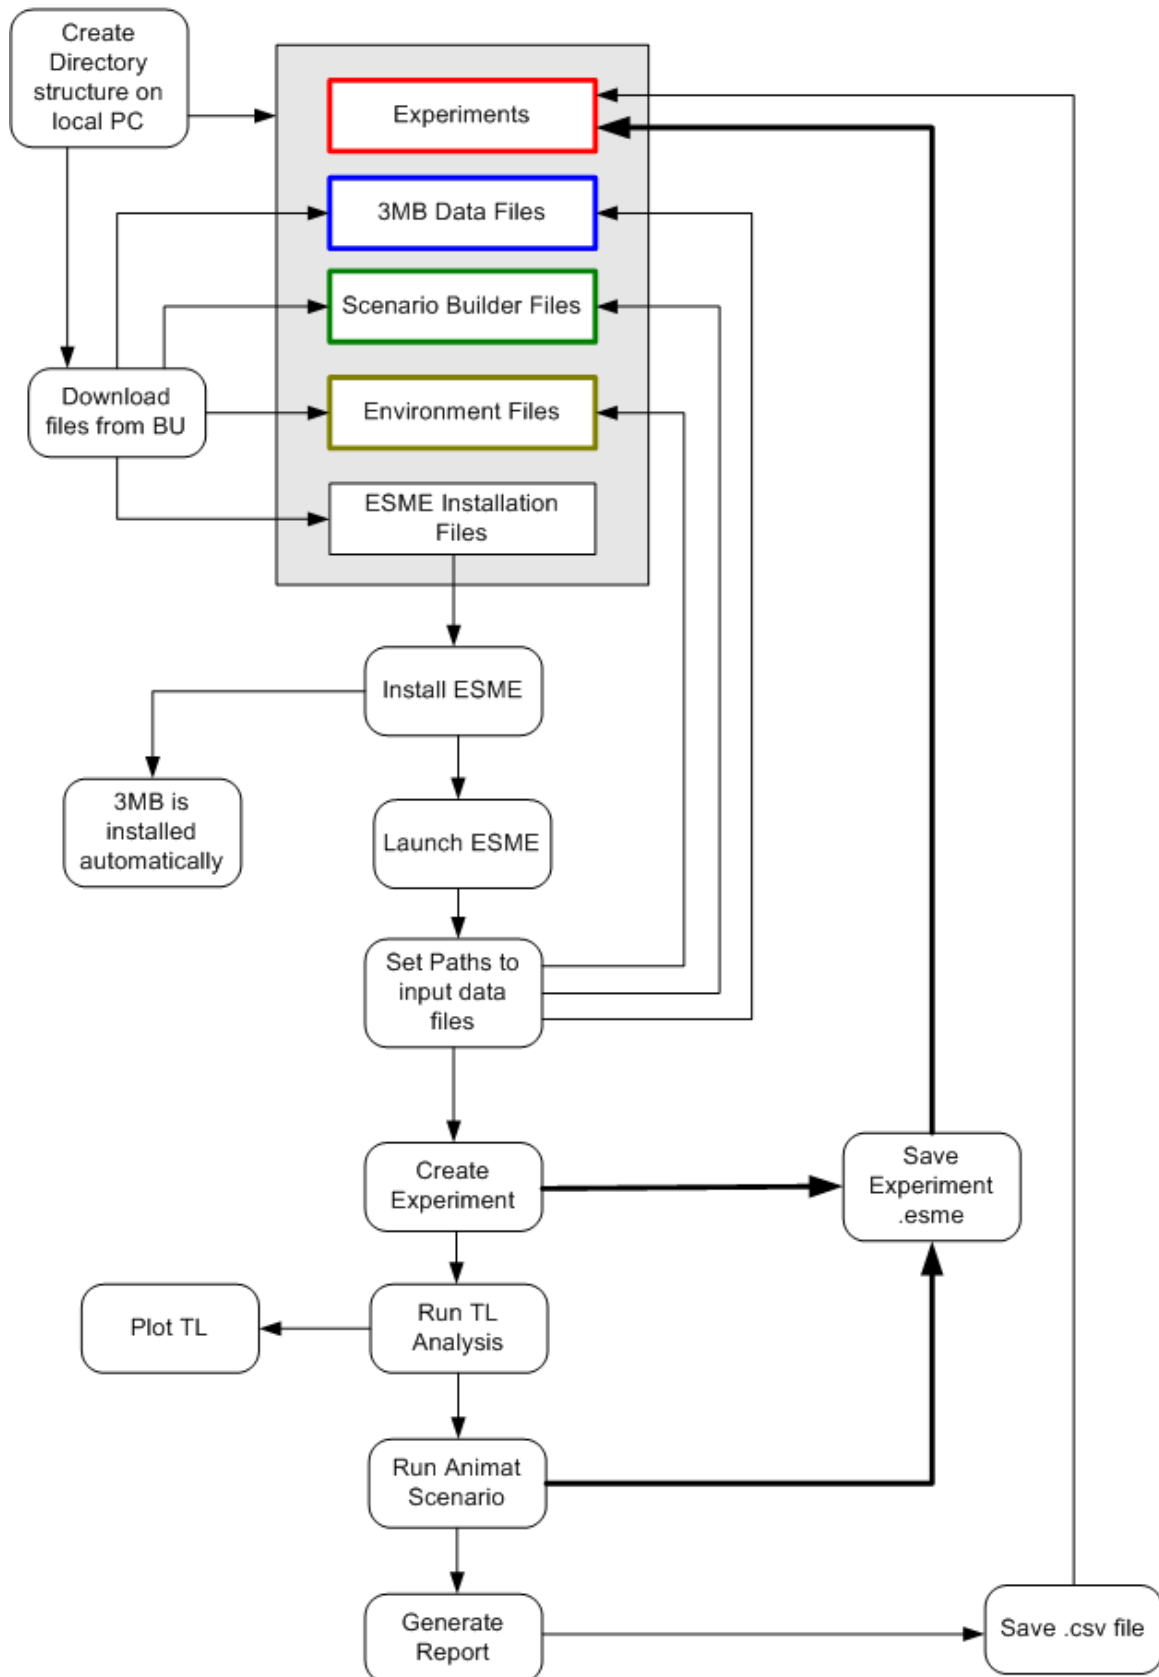 Create
Directory
structure on
local PC
Experiments
3MB Data Files
Scenario Builder Files
Download
files from BU
Environment Files
ESME Installation
Files
Install ESME
3MB is
installed
automatically
Launch ESME
Set Paths to
input data
files
Create
Experiment
Save
Experiment
.esme
Plot TL
Run TL
Analysis
Run Animat
Scenario
Generate
Report
Save .csv file